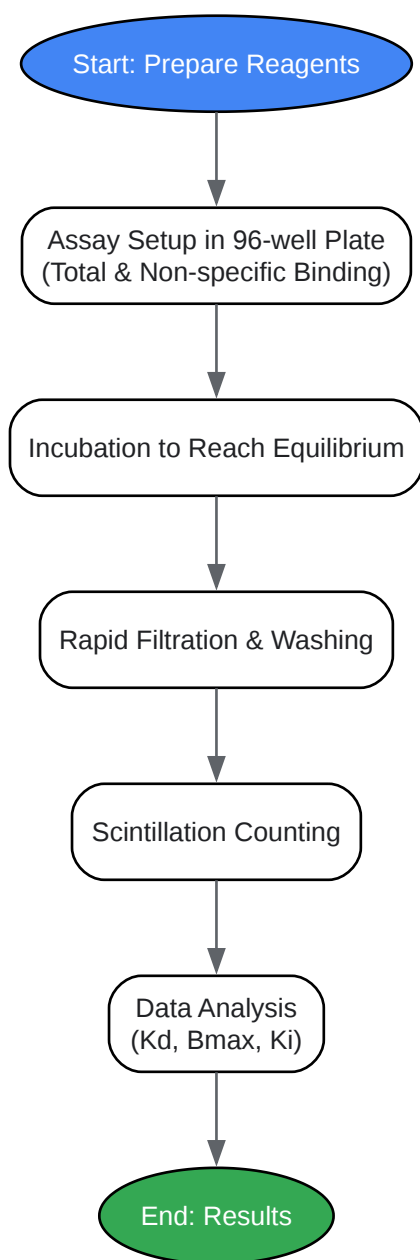 Start: Prepare Reagents
Assay Setup in 96-well Plate
(Total & Non-specific Binding)
Incubation to Reach Equilibrium
Rapid Filtration & Washing
Scintillation Counting
Data Analysis
(Kd, Bmax, Ki)
End: Results